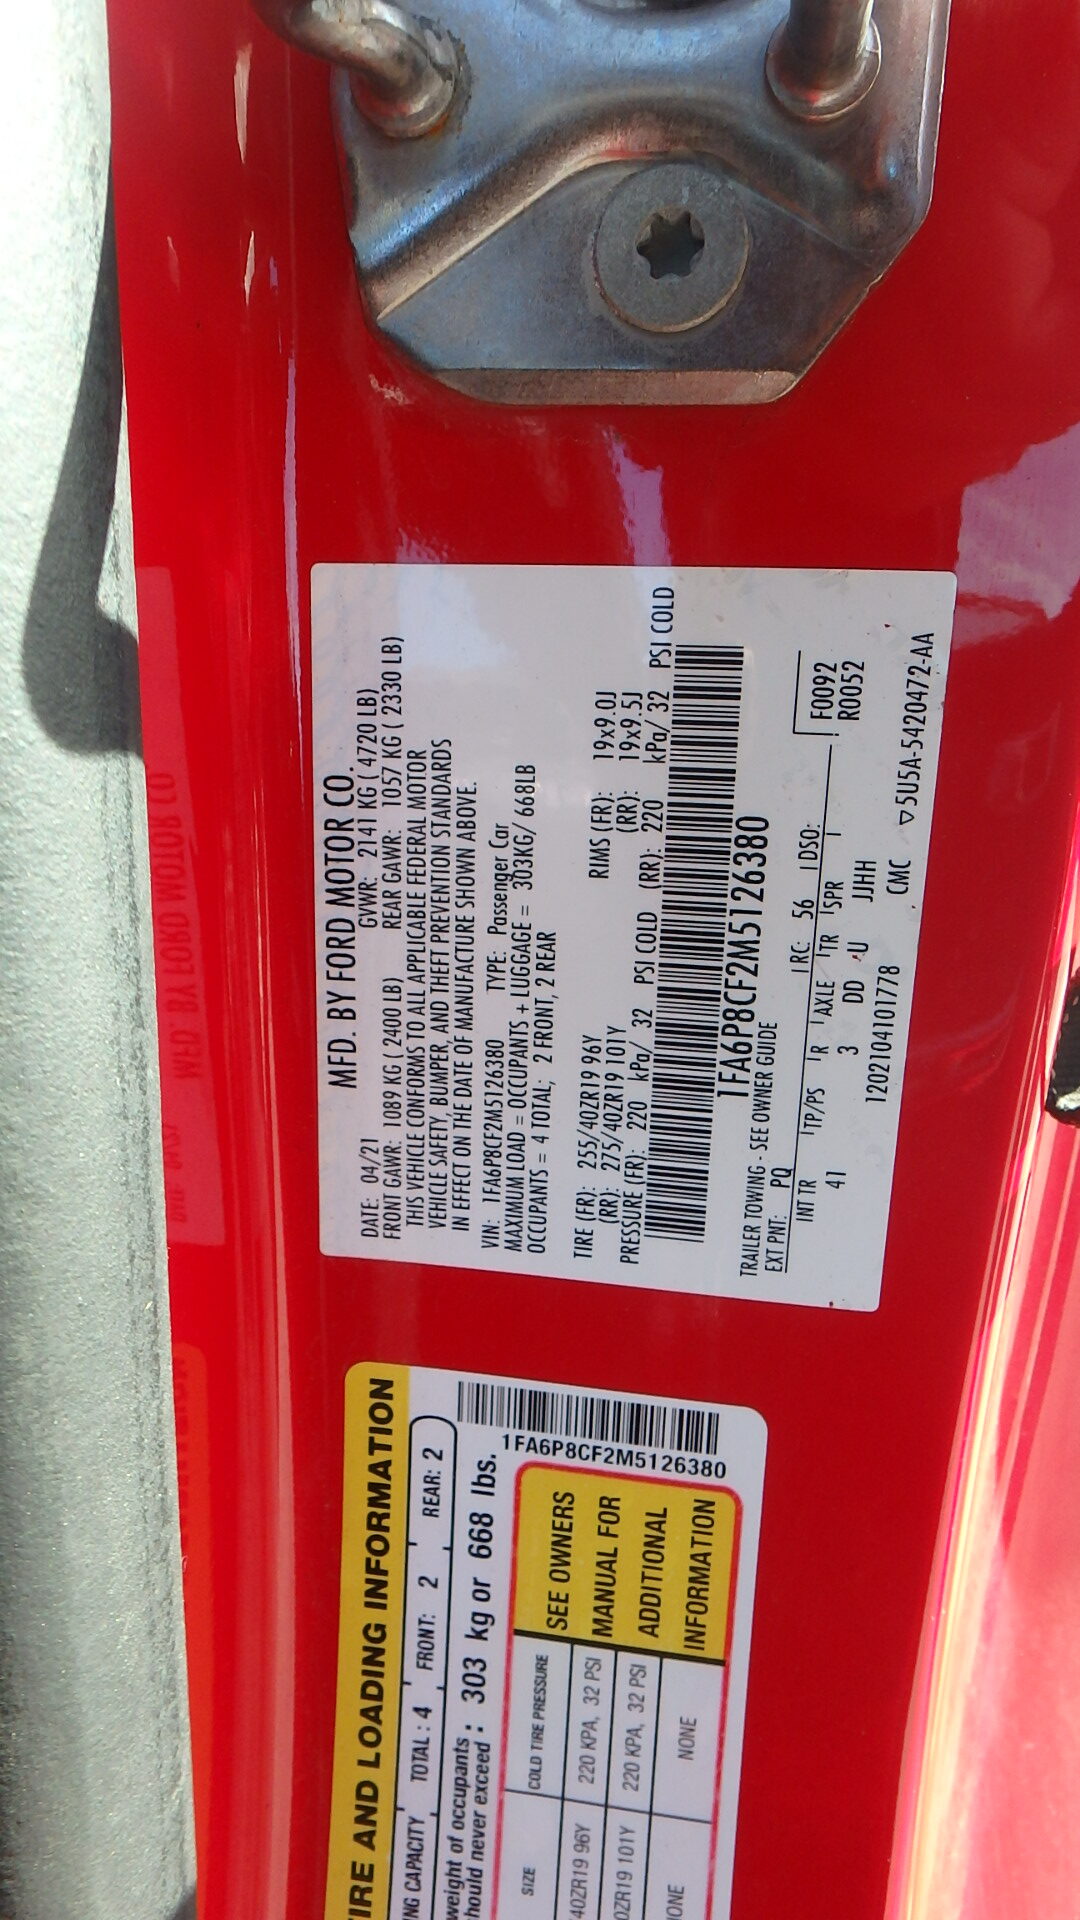 MFD. BY FORD MOTOR CO.
DATE: 04/21 GVWR: 2141 KG ( 4720 LB)
FRONT GAWR: 1089 KG ( 2400 LB) REAR GAWR: 1057 KG ( 2330 LB)
THIS VEHICLE CONFORMS TO ALL APPLICABLE FEDERAL MOTOR
VEHICLE SAFETY, BUMPER, AND THEFT PREVENTION STANDARDS
IN EFFECT ON THE DATE OF MANUFACTURE SHOWN ABOVE.
VIN: 1FA6P8CF2M5126380 TYPE: Passenger Car
MAXIMUM LOAD = OCCUPANTS + LUGGAGE = 303KG/ 668LB
OCCUPANTS = 4 TOTAL; 2 FRONT, 2 REAR
TIRE (FR): 255/40ZR19 96Y RIMS (FR): 19x9.0J
(RR): 275/40ZR19 101Y (RR): 19x9.5J
PRESSURE (FR): 220 kPa/ 32 PSI COLD (RR): 220 kPa/ 32 PSI COLD
1FA6P8CF2M5126380
TRAILER TOWING - SEE OWNER GUIDE
EXT PNT: PQ RC: 56 DSO: F0092
INT TR TP/PS R AXLE TR SPR R0052
41 3 DD U JJHH
1202104101778 CMC ▽5U5A-5420472-AA
IRE AND LOADING INFORMATION
NG CAPACITY TOTAL : 4 FRONT: 2 REAR: 2
weight of occupants
hould never exceed : 303 kg or 668 lbs.
1FA6P8CF2M5126380
SIZE COLD TIRE PRESSURE
40ZR19 96Y 220 KPA, 32 PSI
0ZR19 101Y 220 KPA, 32 PSI
ONE NONE
SEE OWNERS
MANUAL FOR
ADDITIONAL
INFORMATION